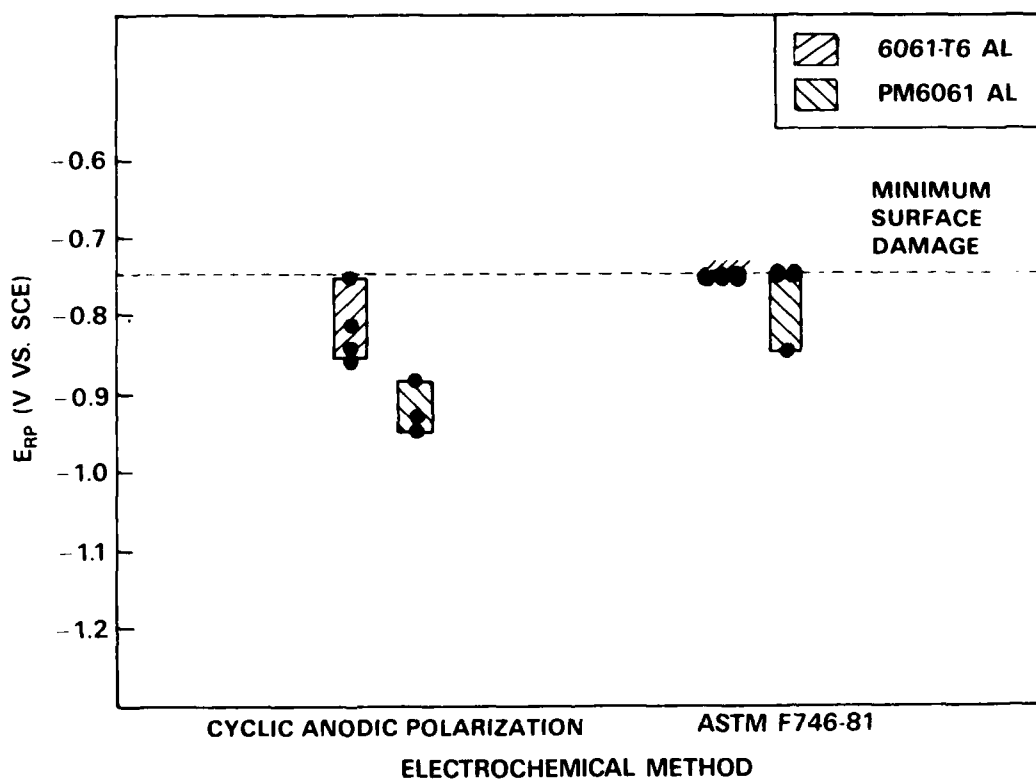 6061-T6 AL
PM6061 AL
MINIMUM
SURFACE
DAMAGE
E_RP (V VS. SCE)
−0.6
−0.7
−0.8
−0.9
−1.0
−1.1
−1.2
CYCLIC ANODIC POLARIZATION
ASTM F746-81
ELECTROCHEMICAL METHOD